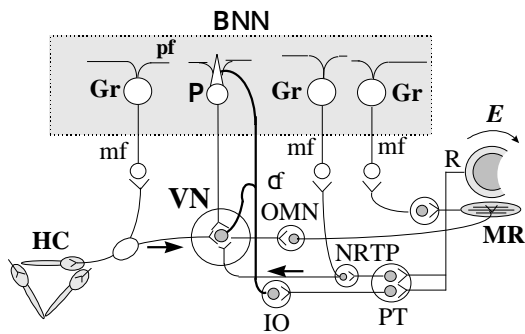 BNN
pf
Gr P Gr Gr
mf mf mf
E
R
cf
VN OMN
HC MR
NRTP
IO PT